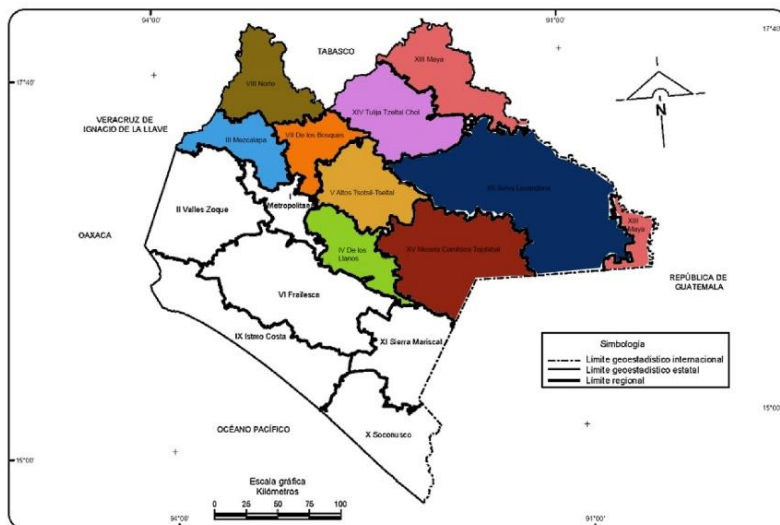 94°00'
91°00'
17°40'
TABASCO
XIII Maya
17°40'
VIII Norte
XIV Tulija Tzeltal Chol
N
VERACRUZ DE
IGNACIO DE LA LLAVE
VII De los Bosques
III Mezcalapa
V Altos Tsotsil-Tseltal
XII Selva Lacandona
I
Metropolitana
II Valles Zoque
XIII
Maya
OAXACA
IV De los
Llanos
XV Meseta Comiteca Tojolabal
REPÚBLICA DE
GUATEMALA
VI Frailesca
IX Istmo Costa
XI Sierra Mariscal
Simbología
Límite geoestadístico internacional
Límite geoestadístico estatal
Límite regional
15°00'
OCÉANO PACÍFICO
X Soconusco
15°00'
Escala gráfica
Kilómetros
0 25 50 75 100
94°00'
91°00'